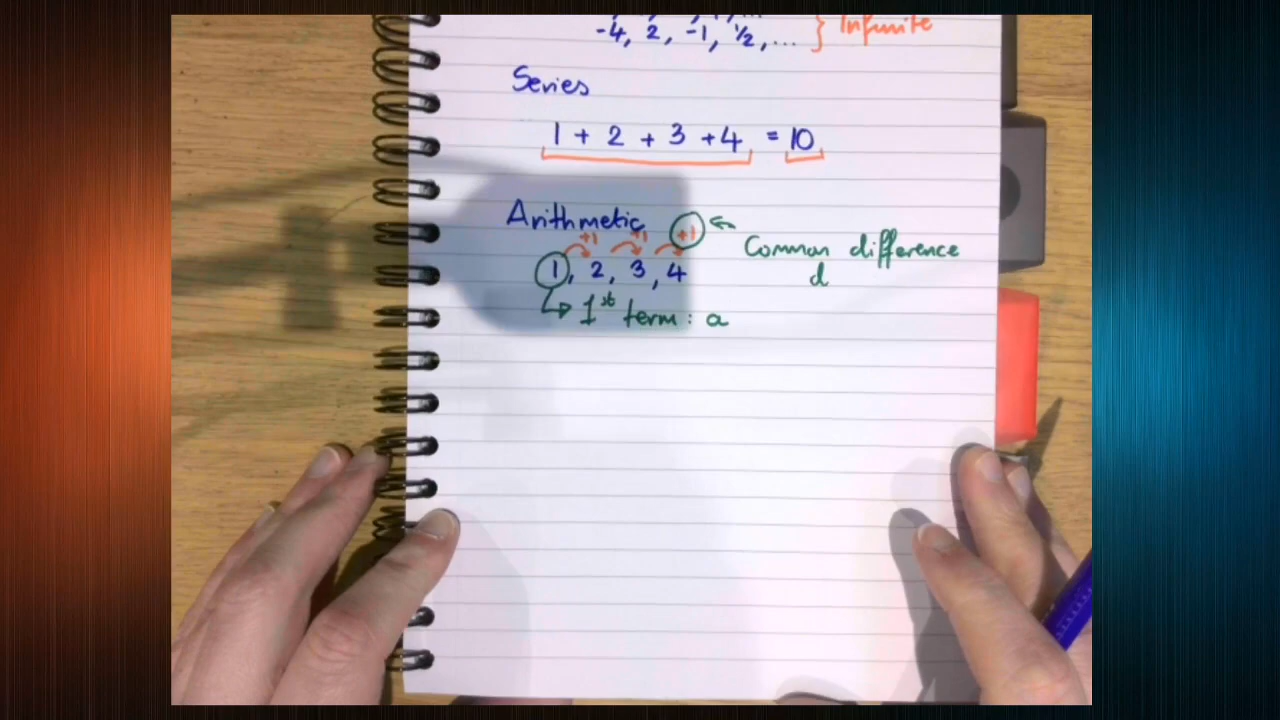 -4, 2, -1, 1/2, ... } Infinite
Series
1 + 2 + 3 + 4 = 10
Arithmetic
+1 +1 +1
Common difference
1, 2, 3, 4
d
1st term: a